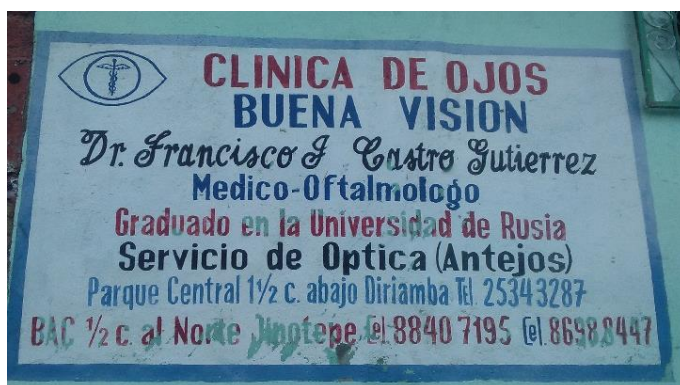 CLINICA DE OJOS
BUENA VISION
Dr. Francisco J Castro Gutierrez
Medico-Oftalmologo
Graduado en la Universidad de Rusia
Servicio de Optica (Antejos)
Parque Central 1½ c. abajo Diriamba Tel. 25343287
BAC ½ c. al Norte Jinotepe Cel 8840 7195 Cel. 8698 8447